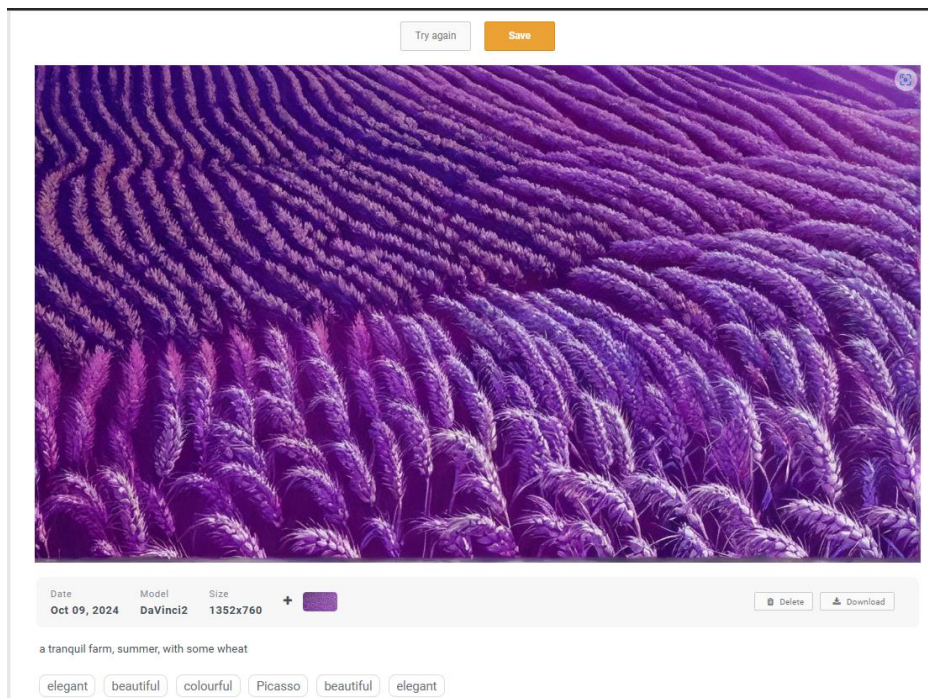 Try again Save
Date Model Size
Oct 09, 2024 DaVinci2 1352x760 +
Delete Download
a tranquil farm, summer, with some wheat
elegant beautiful colourful Picasso beautiful elegant